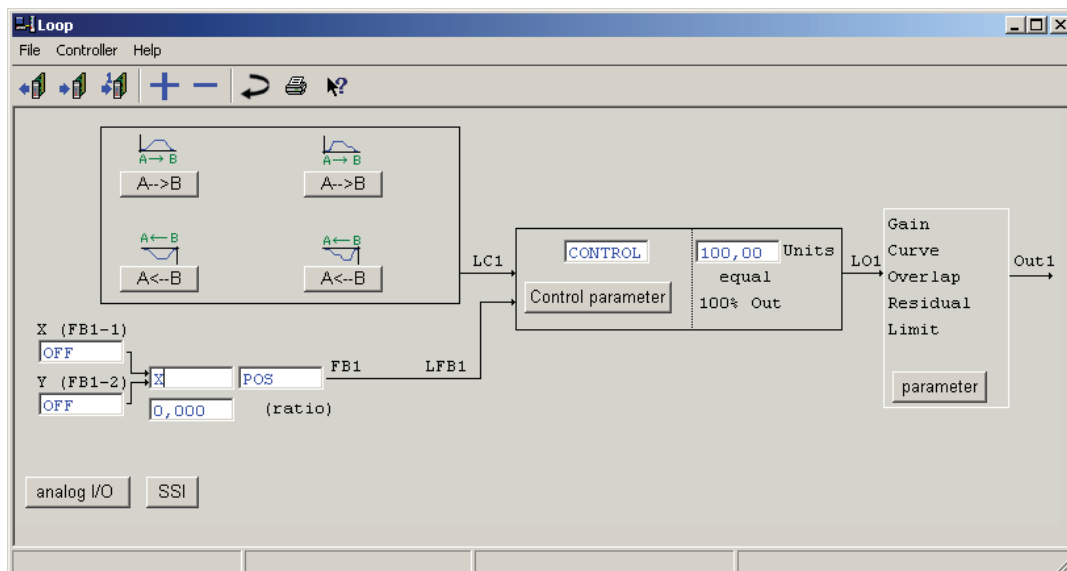 Loop
File Controller Help
A→ B A→ B
A-->B A-->B
A← B A← B
A<--B A<--B
LC1
CONTROL 100,00 Units
equal
Control parameter
100% Out
LO1
Gain
Curve
Overlap
Residual
Limit
parameter
Out1
X (FB1-1)
OFF
Y (FB1-2)
OFF
X POS FB1 LFB1
0,000 (ratio)
analog I/O SSI